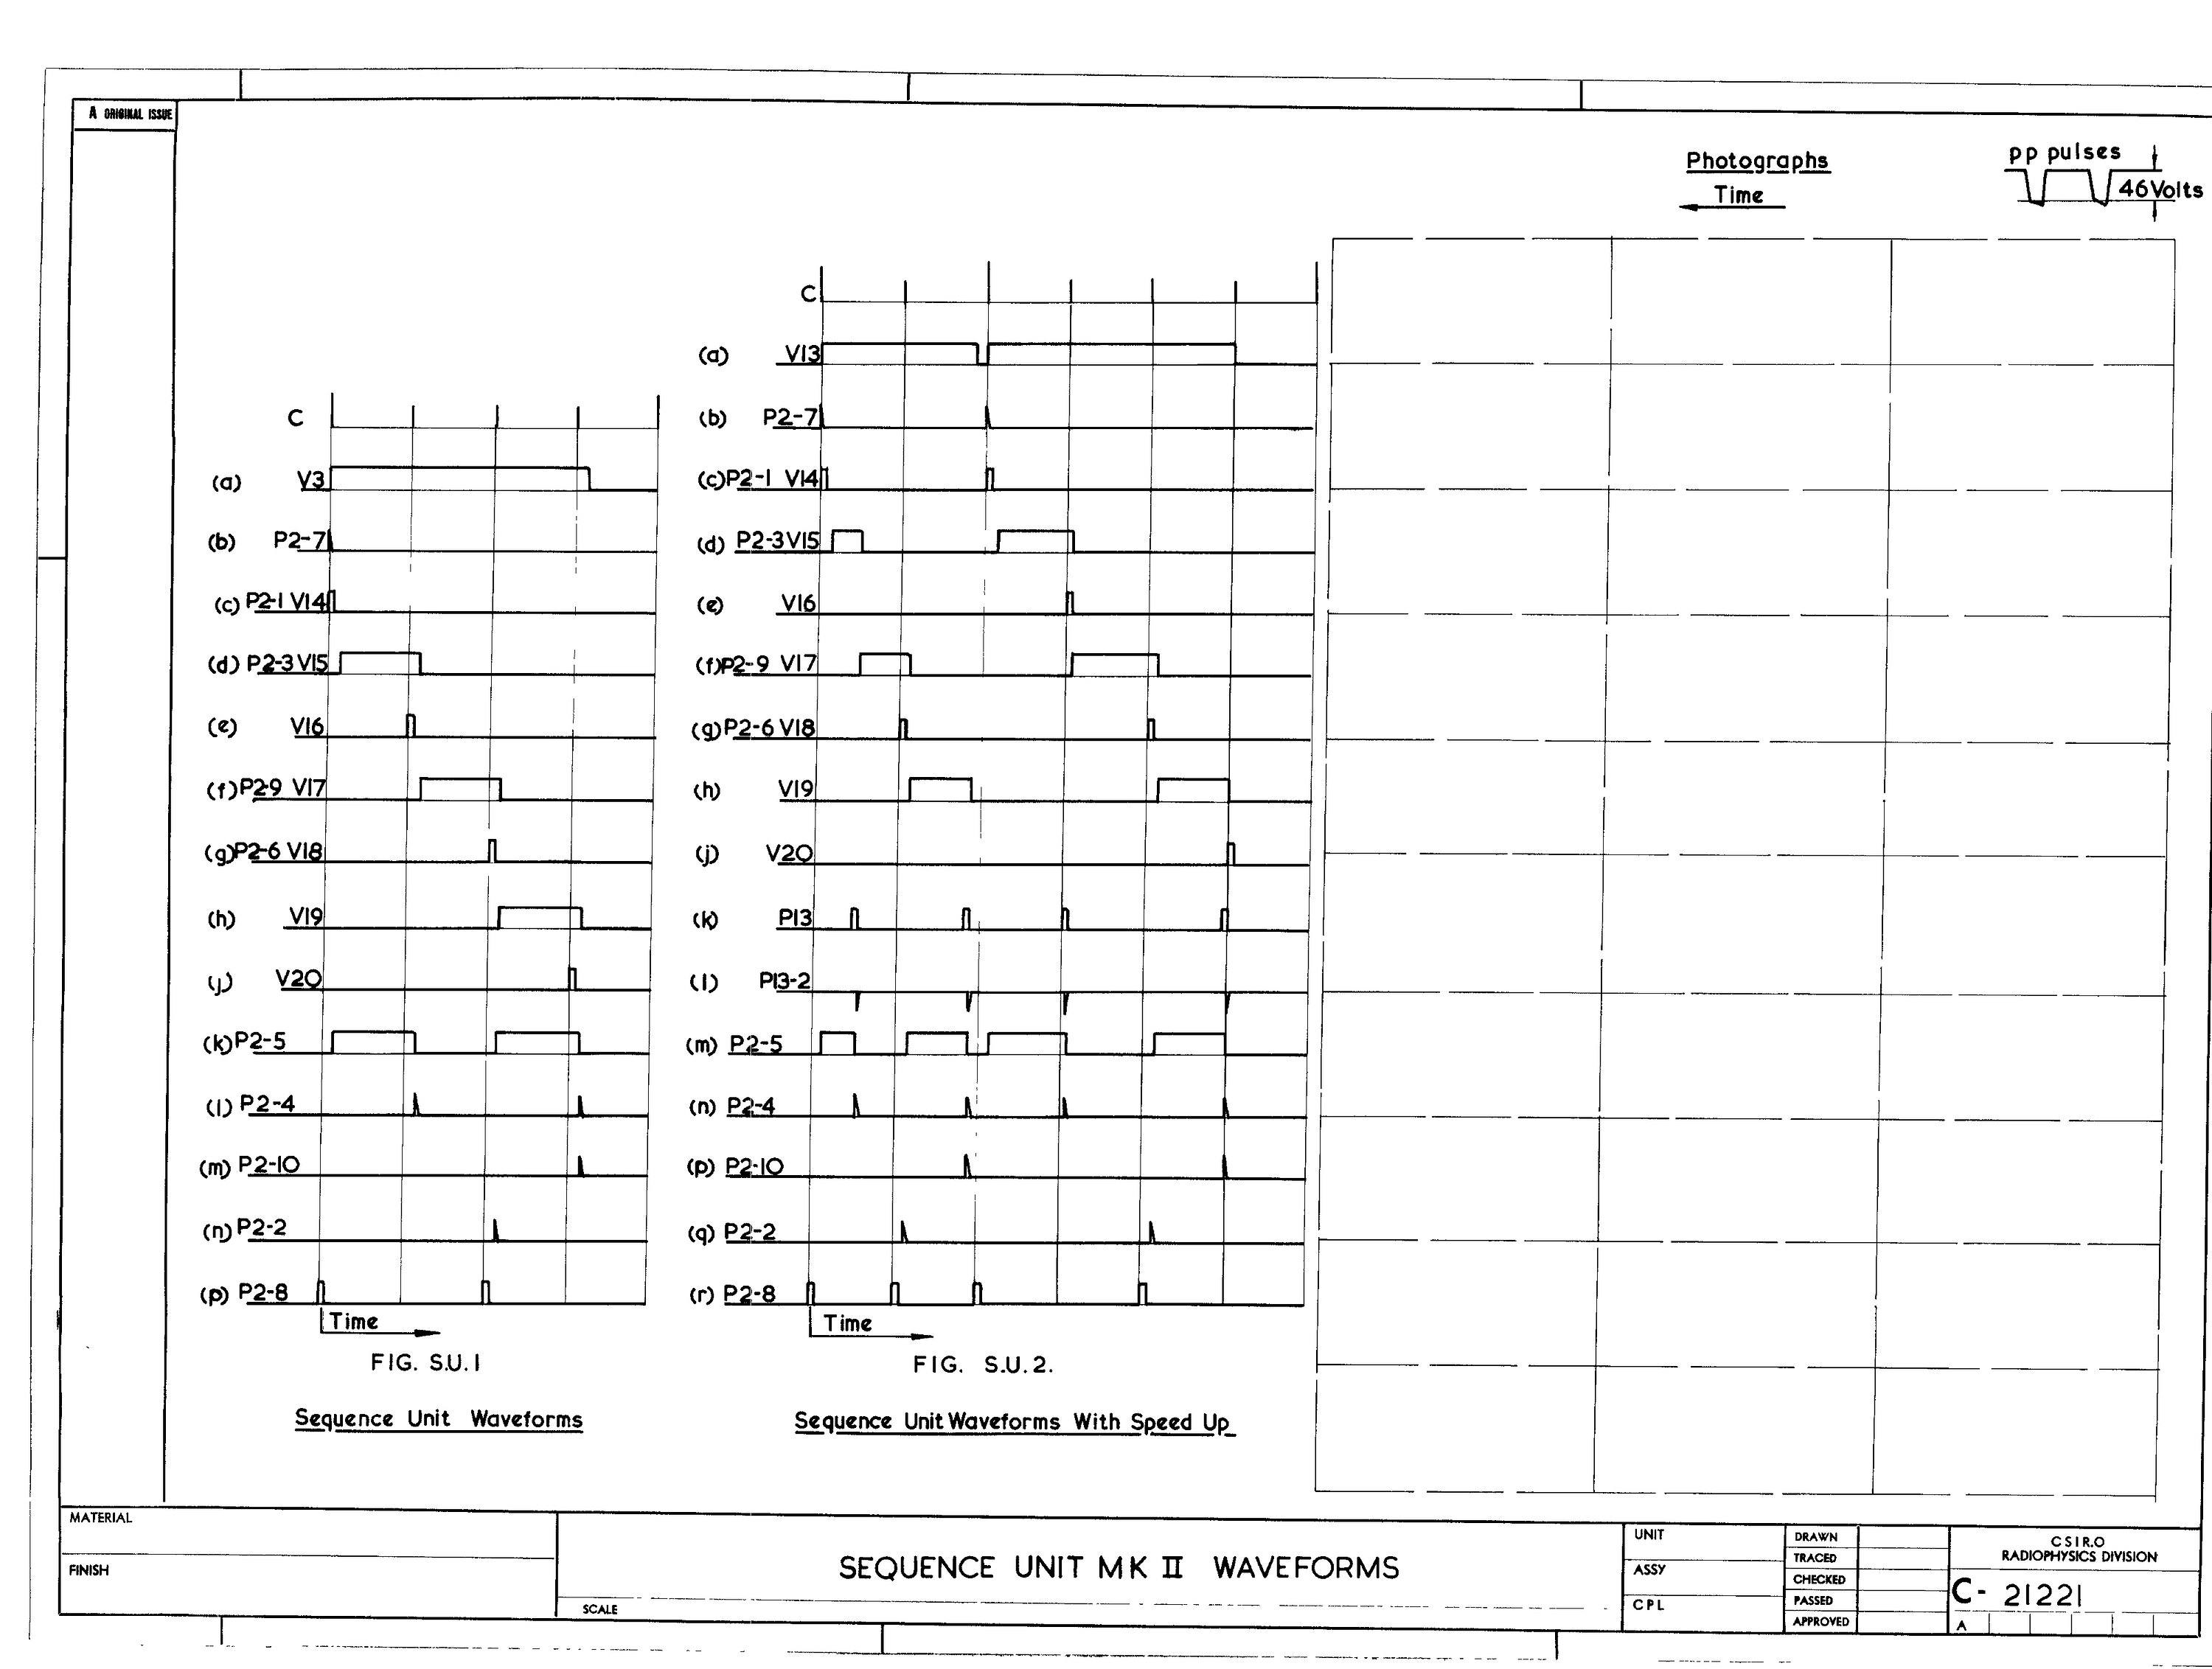 A ORIGINAL ISSUE
Photographs
Time
pp pulses
46 Volts
C
(a) V3
(b) P2-7
(c) P2-1 V14
(d) P2-3 V15
(e) V16
(f) P2-9 V17
(g) P2-6 V18
(h) V19
(j) V20
(k) P2-5
(l) P2-4
(m) P2-10
(n) P2-2
(p) P2-8
Time
FIG. S.U.1
Sequence Unit Waveforms
C
(a) V13
(b) P2-7
(c) P2-1 V14
(d) P2-3 V15
(e) V16
(f) P2-9 V17
(g) P2-6 V18
(h) V19
(j) V20
(k) P13
(l) P13-2
(m) P2-5
(n) P2-4
(p) P2-10
(q) P2-2
(r) P2-8
Time
FIG. S.U.2.
Sequence Unit Waveforms With Speed Up
MATERIAL
FINISH
SEQUENCE UNIT MK II WAVEFORMS
SCALE
UNIT
ASSY
CPL
DRAWN
TRACED
CHECKED
PASSED
APPROVED
CSIR.O
RADIOPHYSICS DIVISION
C- 21221
A